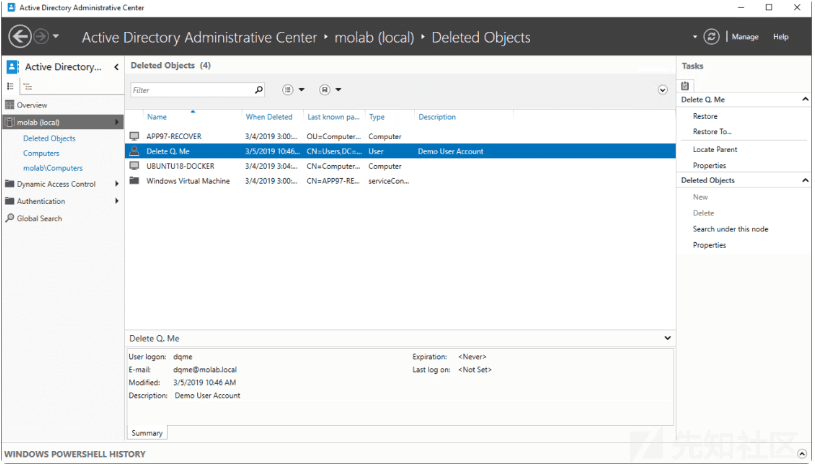 Active Directory Administrative Center
Active Directory Administrative Center • molab (local) • Deleted Objects
Manage Help
Active Directory...
Overview
molab (local)
Deleted Objects
Computers
molab\Computers
Dynamic Access Control
Authentication
Global Search
Deleted Objects (4)
Filter
Name When Deleted Last known pa... Type Description
APP97-RECOVER 3/4/2019 3:00:... OU=Computer... Computer
Delete Q. Me 3/5/2019 10:46... CN=Users,DC=... User Demo User Account
UBUNTU18-DOCKER 3/4/2019 3:04:... CN=Computer... Computer
Windows Virtual Machine 3/4/2019 3:00:... CN=APP97-RE... serviceCon...
Delete Q. Me
User logon: dqme Expiration: <Never>
E-mail: dqme@molab.local Last log on: <Not Set>
Modified: 3/5/2019 10:46 AM
Description: Demo User Account
Summary
Tasks
Delete Q. Me
Restore
Restore To...
Locate Parent
Properties
Deleted Objects
New
Delete
Search under this node
Properties
WINDOWS POWERSHELL HISTORY
先知社区